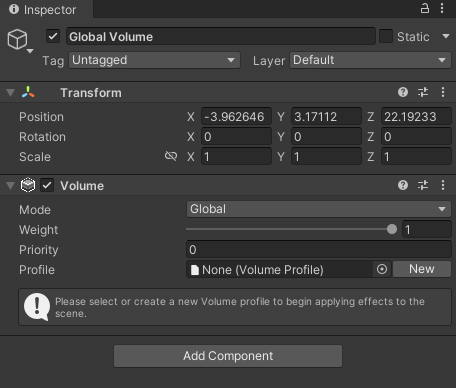 Inspector
Global Volume Static
Tag Untagged Layer Default
Transform
Position X -3.962646 Y 3.17112 Z 22.19233
Rotation X 0 Y 0 Z 0
Scale X 1 Y 1 Z 1
Volume
Mode Global
Weight 1
Priority 0
Profile None (Volume Profile) New
Please select or create a new Volume profile to begin applying effects to the
scene.
Add Component